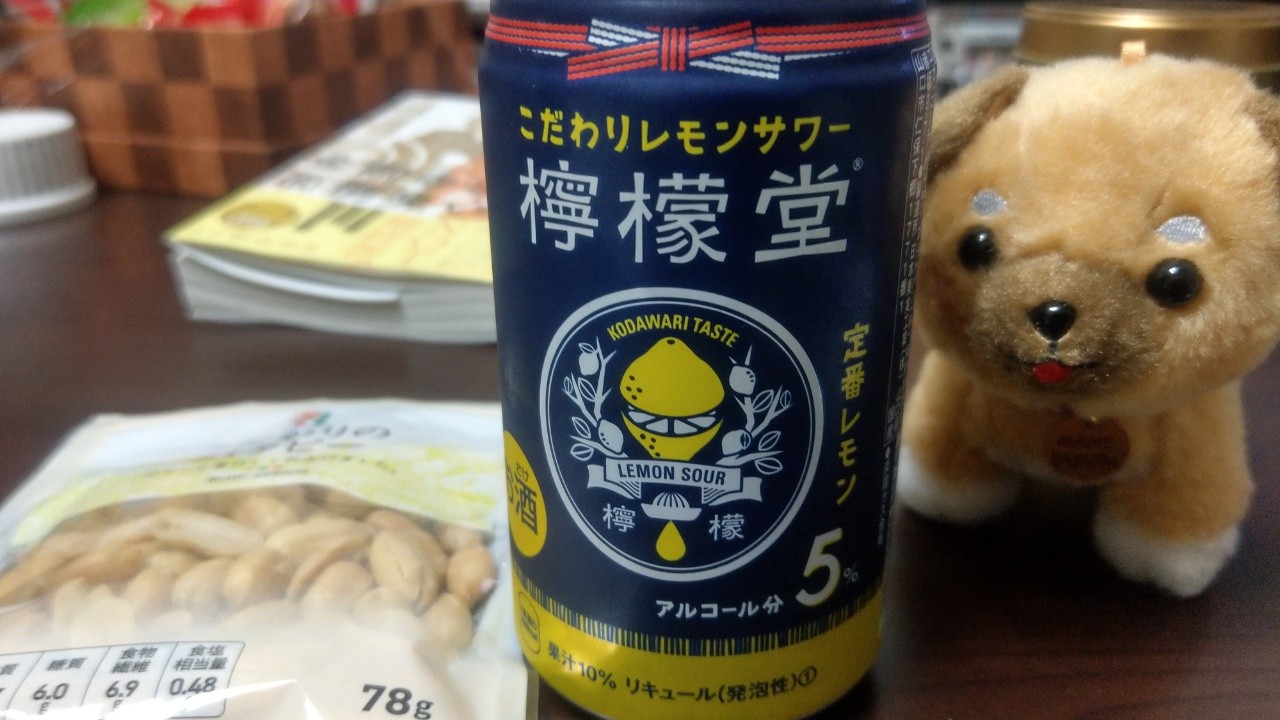 こだわりレモンサワー
檸檬堂®
KODAWARI TASTE
LEMON SOUR
檸檬
定番レモン
お酒
アルコール分 5%
果汁10% リキュール(発泡性)①
糖質
食物繊維
食塩相当量
6.0g
6.9g
0.48
78g